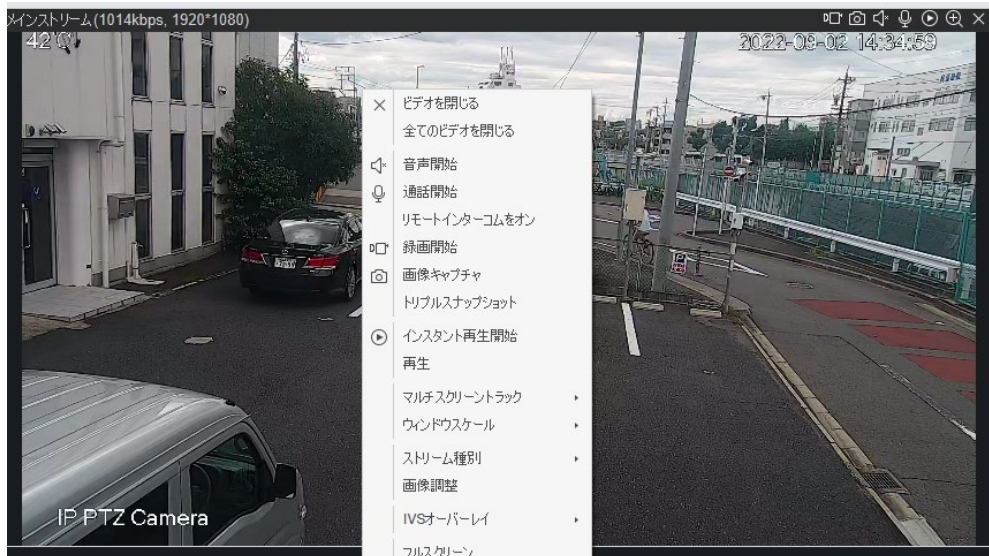 メインストリーム(1014kbps, 1920*1080)
42℃
2022-09-02 14:34:59
ビデオを閉じる
全てのビデオを閉じる
音声開始
通話開始
リモートインターコムをオン
録画開始
画像キャプチャ
トリプルスナップショット
インスタント再生開始
再生
マルチスクリーントラック
ウィンドウスケール
ストリーム種別
画像調整
IVSオーバーレイ
フルスクリーン
IP PTZ Camera